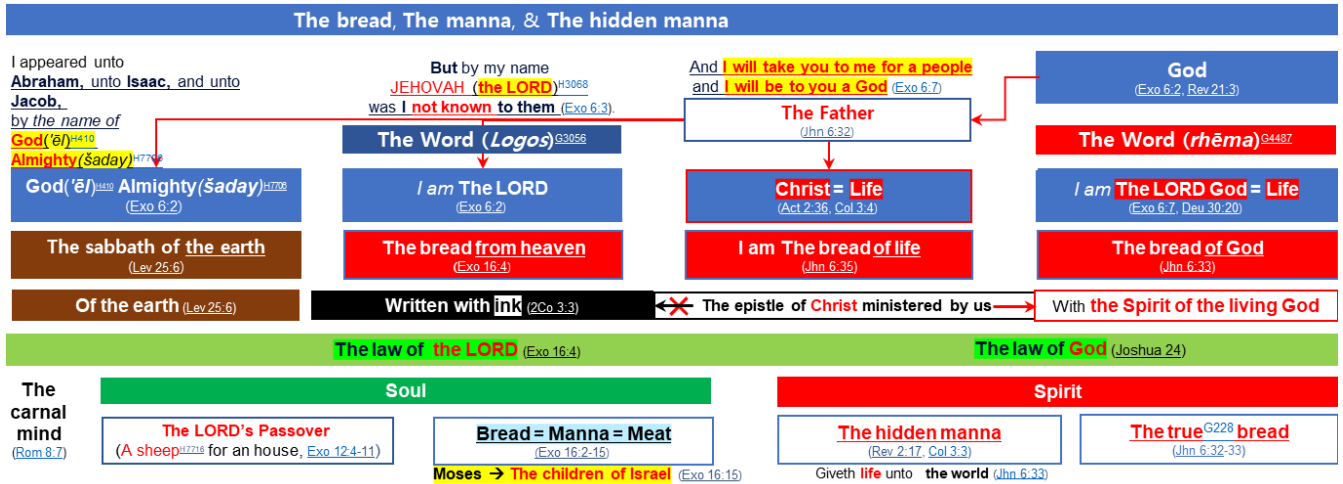 The bread, The manna, & The hidden manna
I appeared unto
Abraham, unto Isaac, and unto
Jacob,
by the name of
God('ēl)H410
Almighty(šaday)H7706
But by my name
JEHOVAH (the LORD)H3068
was I not known to them (Exo 6:3).
And I will take you to me for a people
and I will be to you a God (Exo 6:7)
God
(Exo 6:2, Rev 21:3)
The Father
(Jhn 6:32)
The Word (Logos)G3056
The Word (rhēma)G4487
God('ēl)H410 Almighty(šaday)H7706
(Exo 6:2)
I am The LORD
(Exo 6:2)
Christ = Life
(Act 2:36, Col 3:4)
I am The LORD God = Life
(Exo 6:7, Deu 30:20)
The sabbath of the earth
(Lev 25:6)
The bread from heaven
(Exo 16:4)
I am The bread of life
(Jhn 6:35)
The bread of God
(Jhn 6:33)
Of the earth (Lev 25:6)
Written with ink (2Co 3:3)
The epistle of Christ ministered by us
With the Spirit of the living God
The law of the LORD (Exo 16:4)
The law of God (Joshua 24)
The
carnal
mind
(Rom 8:7)
Soul
Spirit
The LORD's Passover
(A sheepH7716 for an house, Exo 12:4-11)
Bread = Manna = Meat
(Exo 16:2-15)
Moses → The children of Israel (Exo 16:15)
The hidden manna
(Rev 2:17, Col 3:3)
Giveth life unto the world (Jhn 6:33)
The trueG228 bread
(Jhn 6:32-33)